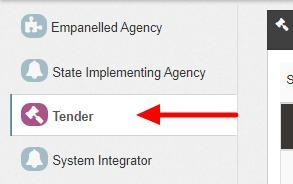 Empanelled Agency
State Implementing Agency
Tender
System Integrator
S